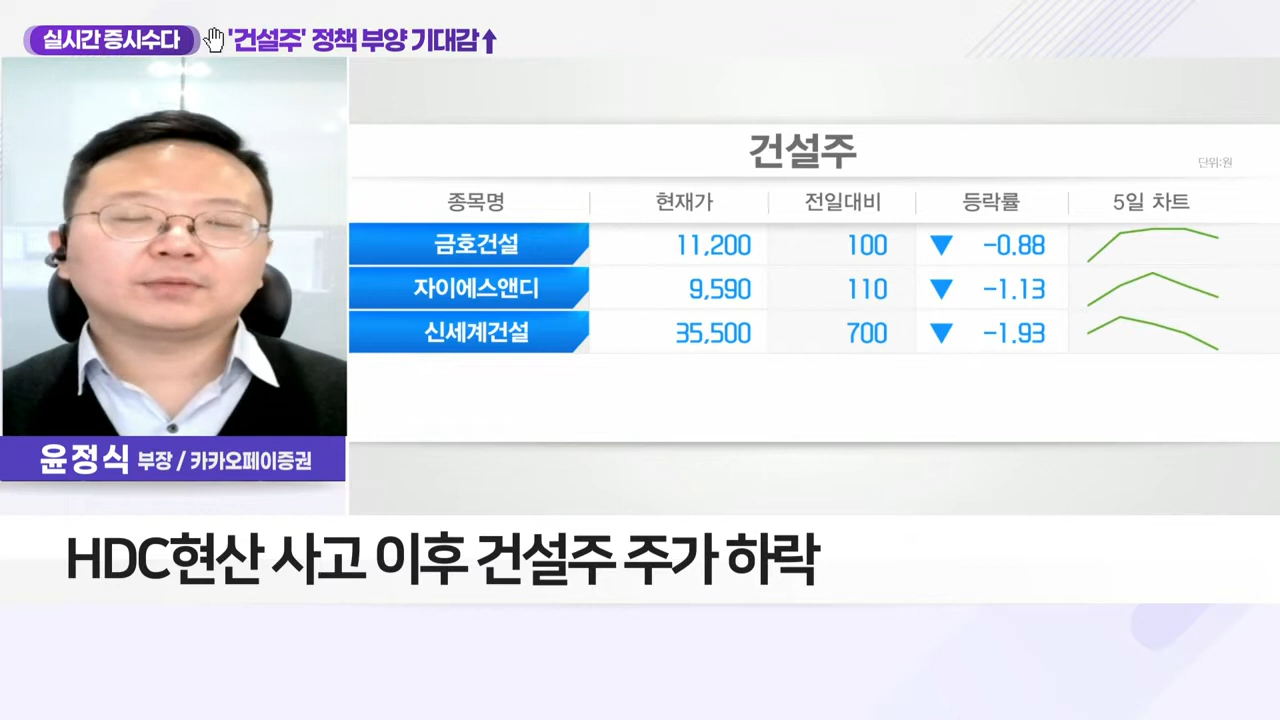 실시간 증시수다 '건설주' 정책 부양 기대감↑
건설주
단위:원
종목명 현재가 전일대비 등락률 5일 차트
금호건설 11,200 100 ▼ -0.88
자이에스앤디 9,590 110 ▼ -1.13
신세계건설 35,500 700 ▼ -1.93
윤정식 부장 / 카카오페이증권
HDC현산 사고 이후 건설주 주가 하락